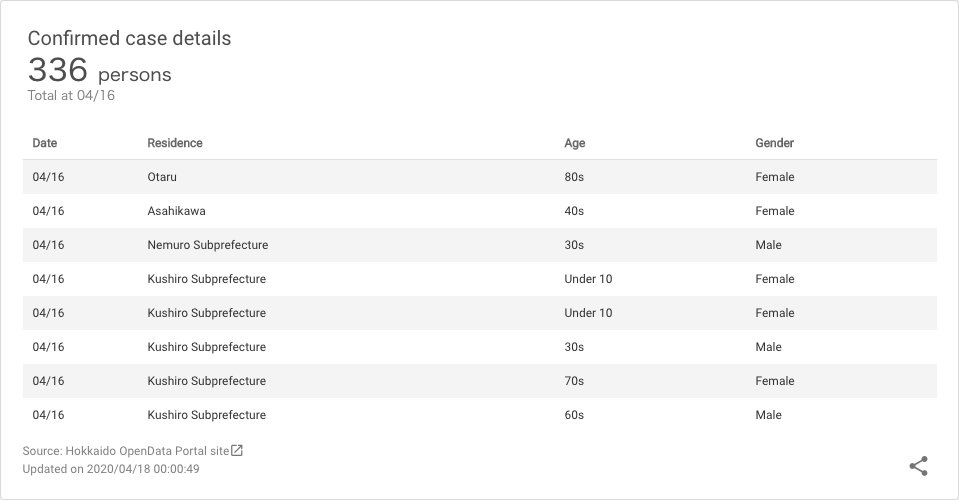 Confirmed case details
336 persons
Total at 04/16
Date Residence Age Gender
04/16 Otaru 80s Female
04/16 Asahikawa 40s Female
04/16 Nemuro Subprefecture 30s Male
04/16 Kushiro Subprefecture Under 10 Female
04/16 Kushiro Subprefecture Under 10 Female
04/16 Kushiro Subprefecture 30s Male
04/16 Kushiro Subprefecture 70s Female
04/16 Kushiro Subprefecture 60s Male
Source: Hokkaido OpenData Portal site
Updated on 2020/04/18 00:00:49